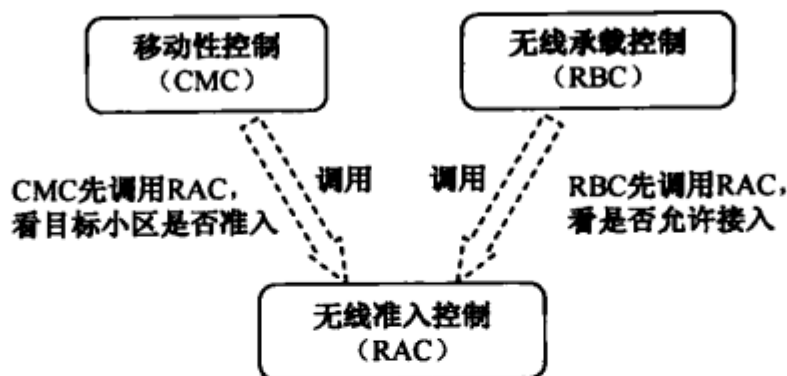 移动性控制
（CMC）
无线承载控制
（RBC）
CMC先调用RAC，
看目标小区是否准入
调用
调用
RBC先调用RAC，
看是否允许接入
无线准入控制
（RAC）